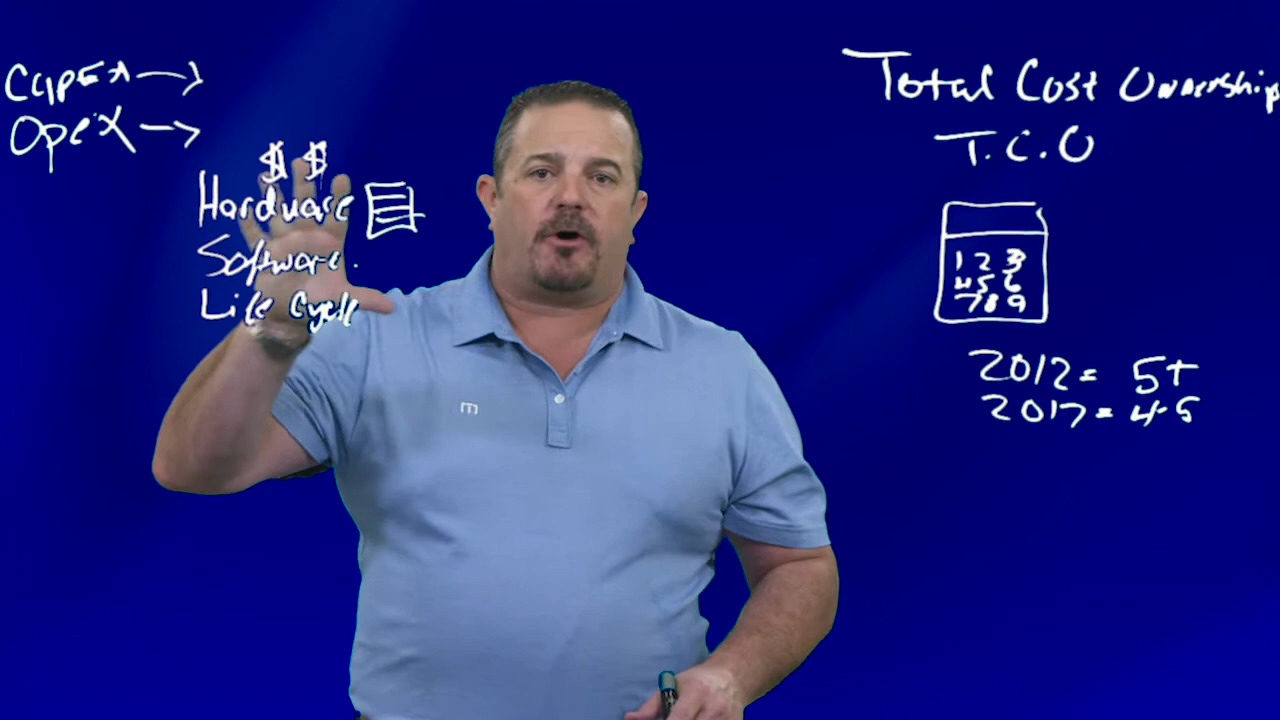 CapEx →
OpEx →
$ $
Hardware
Software.
Life Cycle
m
Total Cost Ownership
T.C.O
1 2 3
4 5 6
7 8 9
2012 = 5+
2017 = 4-5